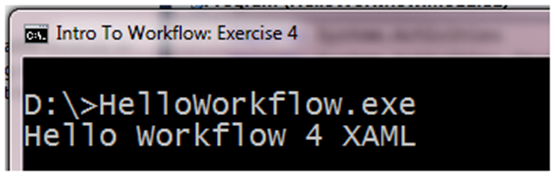 Intro To Workflow: Exercise 4
D:\>HelloWorkflow.exe
Hello Workflow 4 XAML